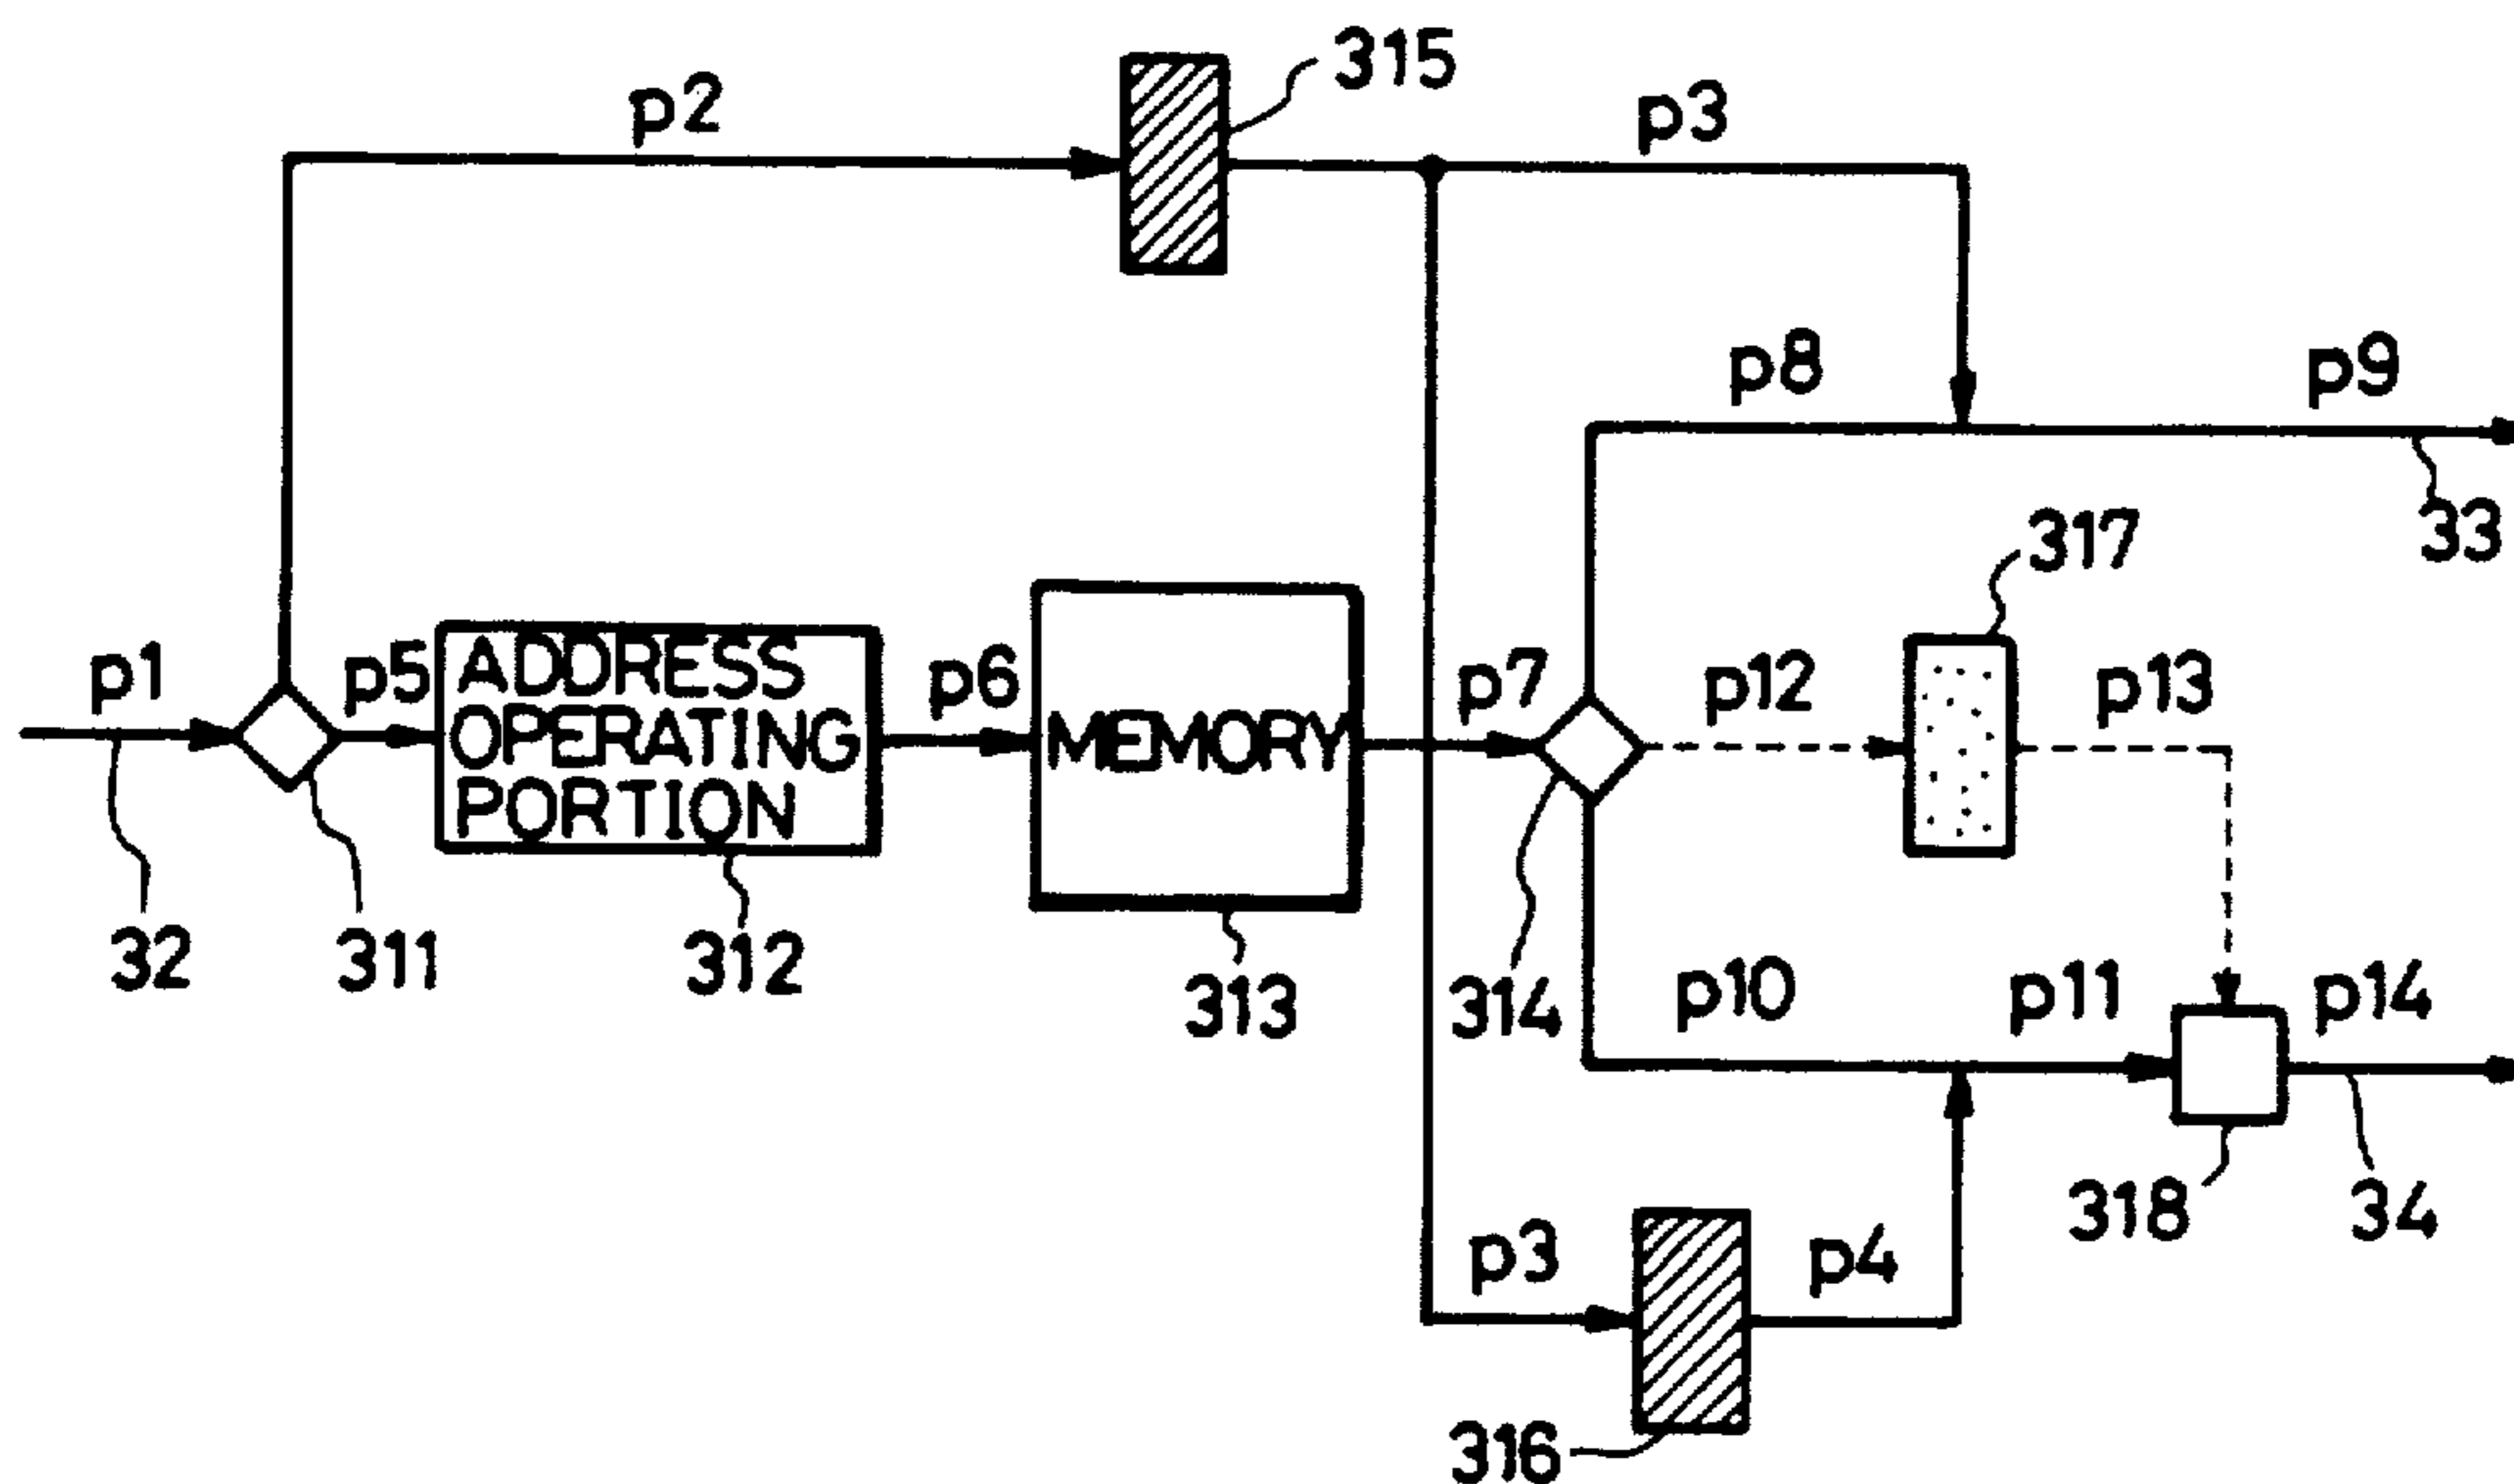 315
p2
p3
p8
p9
33
317
p1
p5
ADDRESS
OPERATING
PORTION
p6
MEMORY
p7
p12
p13
32
311
312
313
314
p10
p11
p14
318
34
p3
p4
316